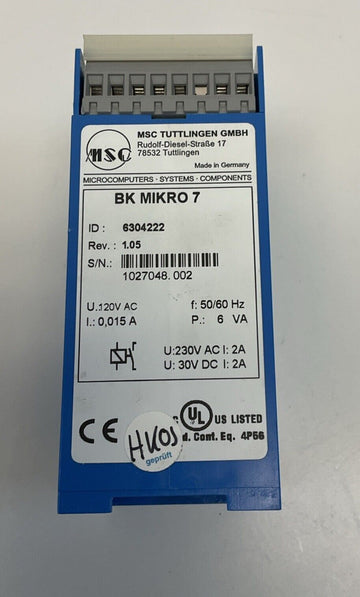 MSC TUTTLINGEN GMBH
Rudolf-Diesel-Straße 17
78532 Tuttlingen
MSC
Made in Germany
MICROCOMPUTERS · SYSTEMS · COMPONENTS
BK MIKRO 7
ID : 6304222
Rev. : 1.05
S/N.:
1027048.002
U.:120V AC f: 50/60 Hz
I.: 0,015 A P.: 6 VA
U:230V AC I: 2A
U: 30V DC I: 2A
CE HK05 geprüft C UL US LISTED
d. Cont. Eq. 4P56